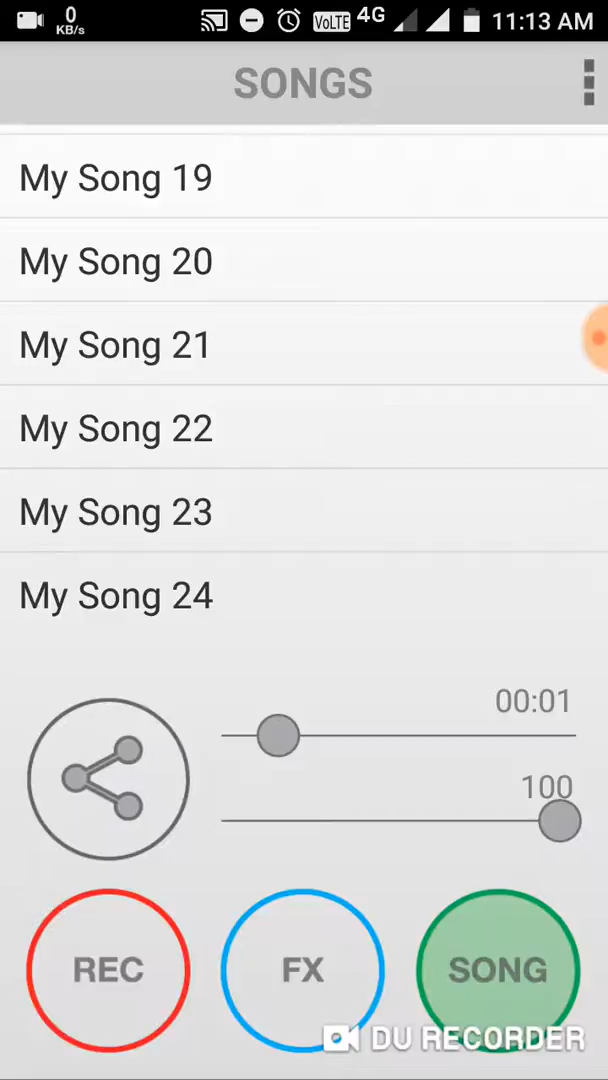 0
KB/s
VoLTE
4G
11:13 AM
SONGS
My Song 19
My Song 20
My Song 21
My Song 22
My Song 23
My Song 24
00:01
100
REC
FX
SONG
DU RECORDER